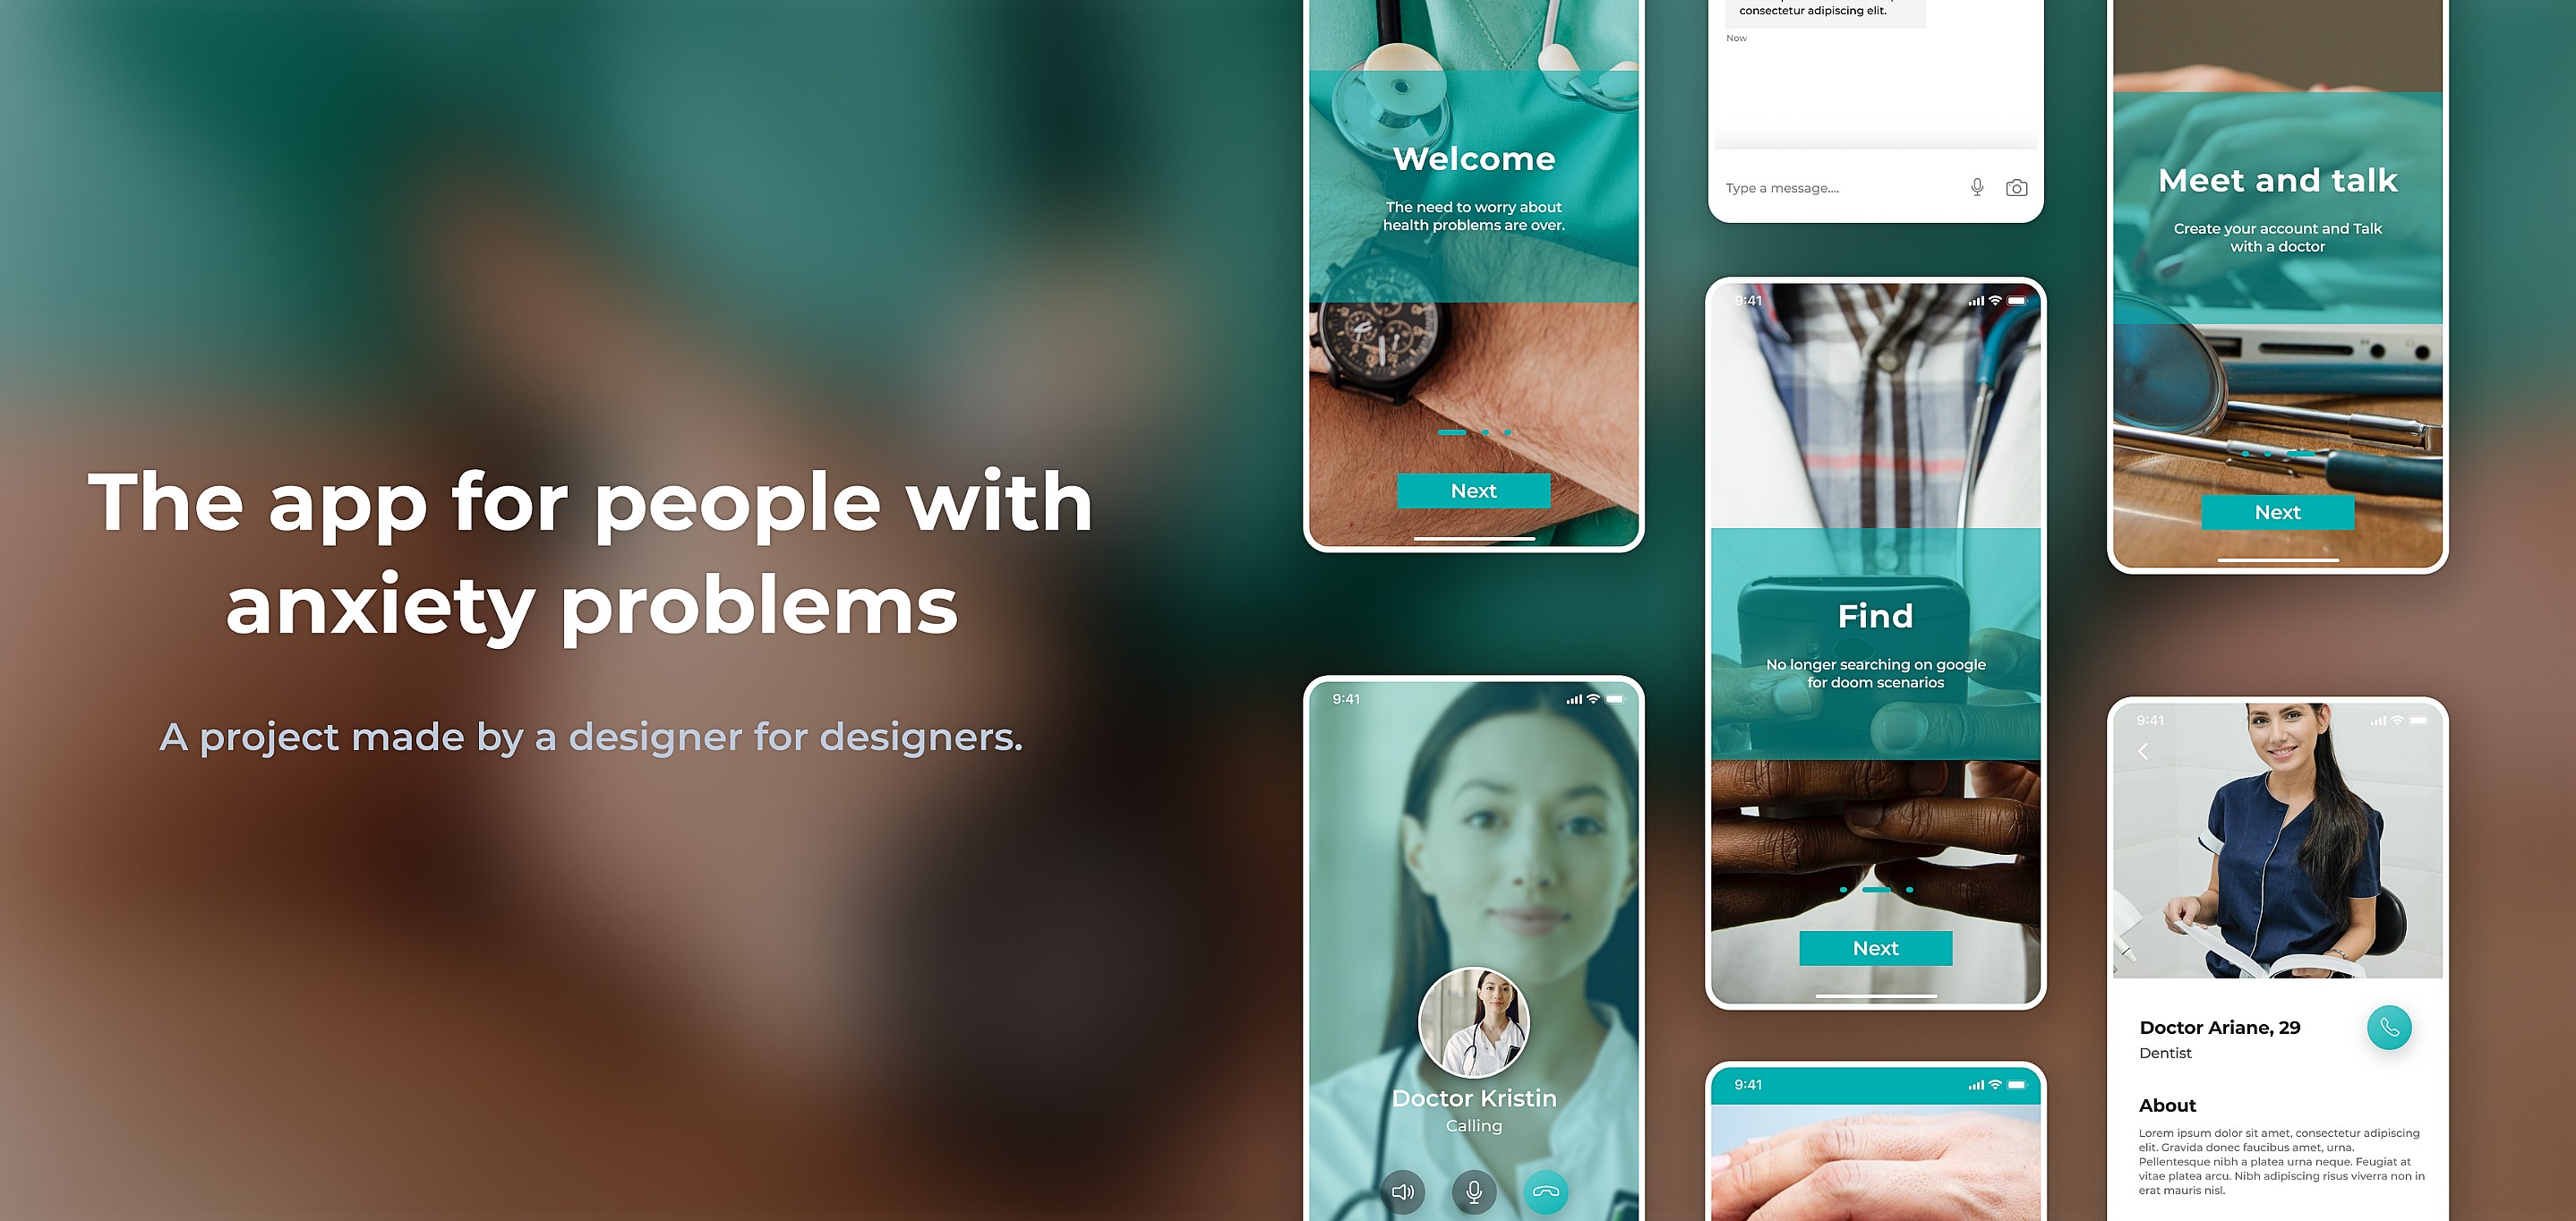 The app for people with
anxiety problems
A project made by a designer for designers.
Welcome
The need to worry about
health problems are over.
Next
9:41
Doctor Kristin
Calling
consectetur adipiscing elit.
Now
Type a message....
9:41
Find
No longer searching on google
for doom scenarios
Next
9:41
Meet and talk
Create your account and Talk
with a doctor
Next
9:41
Doctor Ariane, 29
Dentist
About
Lorem ipsum dolor sit amet, consectetur adipiscing
elit. Gravida donec faucibus amet, urna.
Pellentesque nibh a platea urna neque. Feugiat at
vitae platea arcu. Nibh adipiscing risus viverra non in
erat mauris nisl.